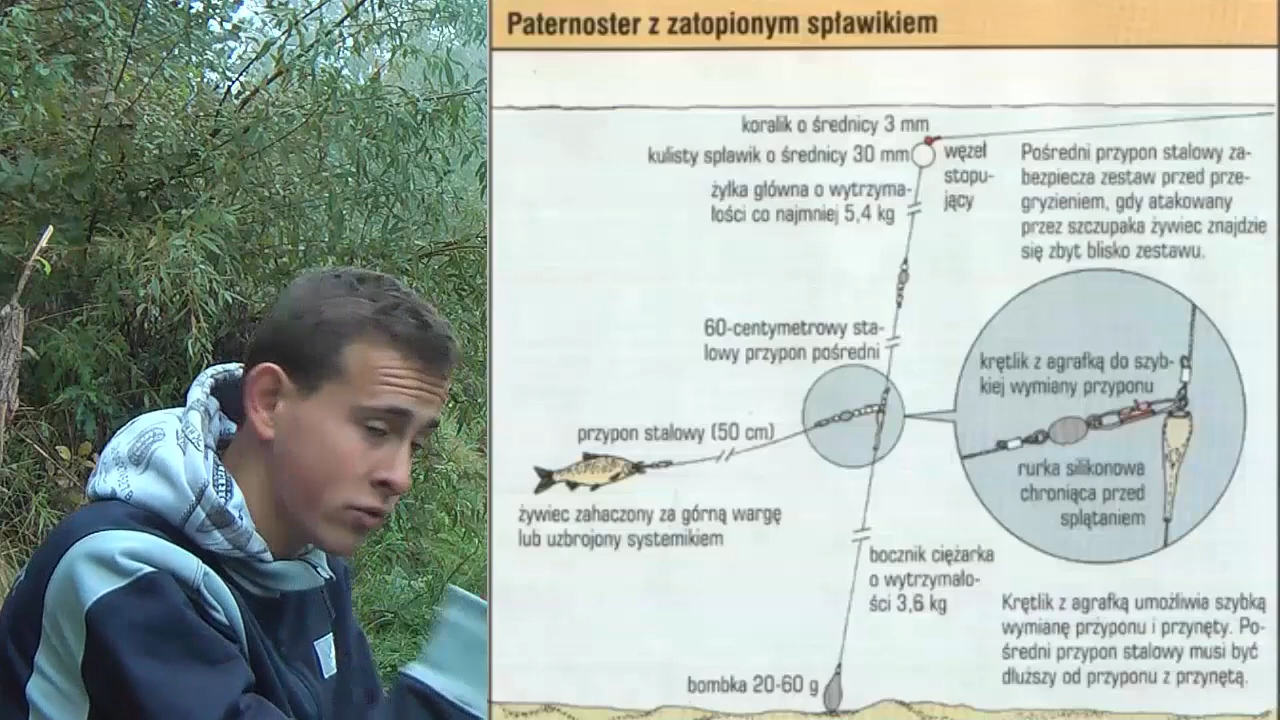 Paternoster z zatopionym spławikiem
koralik o średnicy 3 mm
kulisty spławik o średnicy 30 mm
węzeł
stopu-
jący
żyłka główna o wytrzyma-
łości co najmniej 5,4 kg
Pośredni przypon stalowy za-
bezpiecza zestaw przed prze-
gryzieniem, gdy atakowany
przez szczupaka żywiec znajdzie
się zbyt blisko zestawu.
60-centymetrowy sta-
lowy przypon pośredni
krętlik z agrafką do szyb-
kiej wymiany przyponu
przypon stalowy (50 cm)
rurka silikonowa
chroniąca przed
splątaniem
żywiec zahaczony za górną wargę
lub uzbrojony systemikiem
bocznik ciężarka
o wytrzymało-
ści 3,6 kg
Krętlik z agrafką umożliwia szybką
wymianę przyponu i przynęty. Po-
średni przypon stalowy musi być
dłuższy od przyponu z przynętą.
bombka 20-60 g